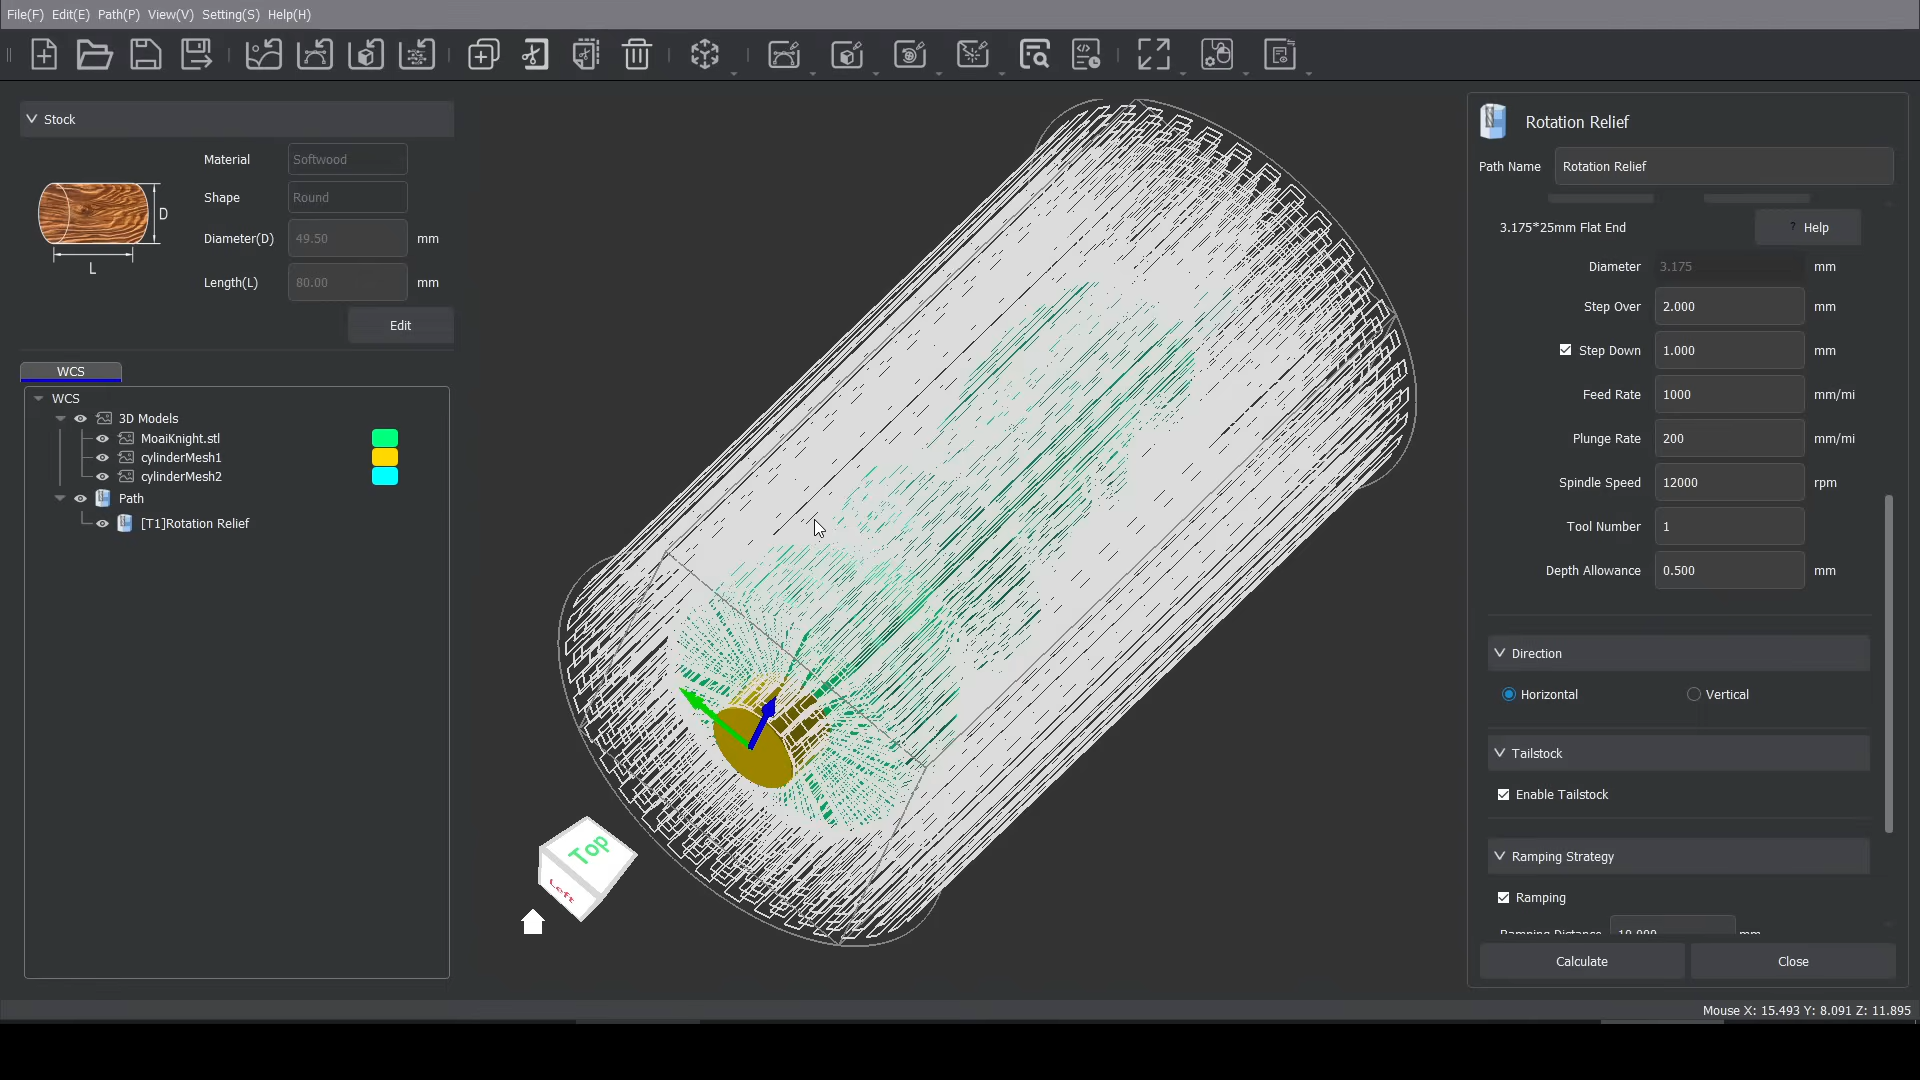 File(F) Edit(E) Path(P) View(V) Setting(S) Help(H)
Stock
Material Softwood
Shape Round
Diameter(D) 49.50 mm
Length(L) 80.00 mm
D
L
Edit
WCS
WCS
3D Models
MoaiKnight.stl
cylinderMesh1
cylinderMesh2
Path
[T1]Rotation Relief
Top
Left
Rotation Relief
Path Name Rotation Relief
3.175*25mm Flat End ? Help
Diameter 3.175 mm
Step Over 2.000 mm
Step Down 1.000 mm
Feed Rate 1000 mm/mi
Plunge Rate 200 mm/mi
Spindle Speed 12000 rpm
Tool Number 1
Depth Allowance 0.500 mm
Direction
Horizontal Vertical
Tailstock
Enable Tailstock
Ramping Strategy
Ramping
Ramping Distance 10.000 mm
Calculate Close
Mouse X: 15.493 Y: 8.091 Z: 11.895